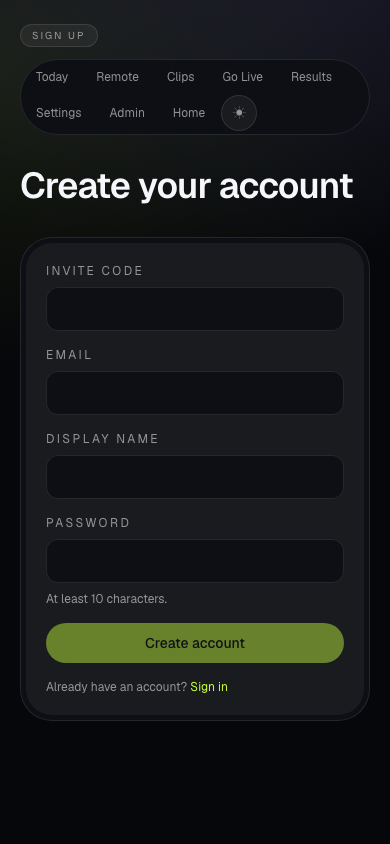 SIGN UP
Today Remote Clips Go Live Results
Settings Admin Home
Create your account
INVITE CODE
EMAIL
DISPLAY NAME
PASSWORD
At least 10 characters.
Create account
Already have an account? Sign in